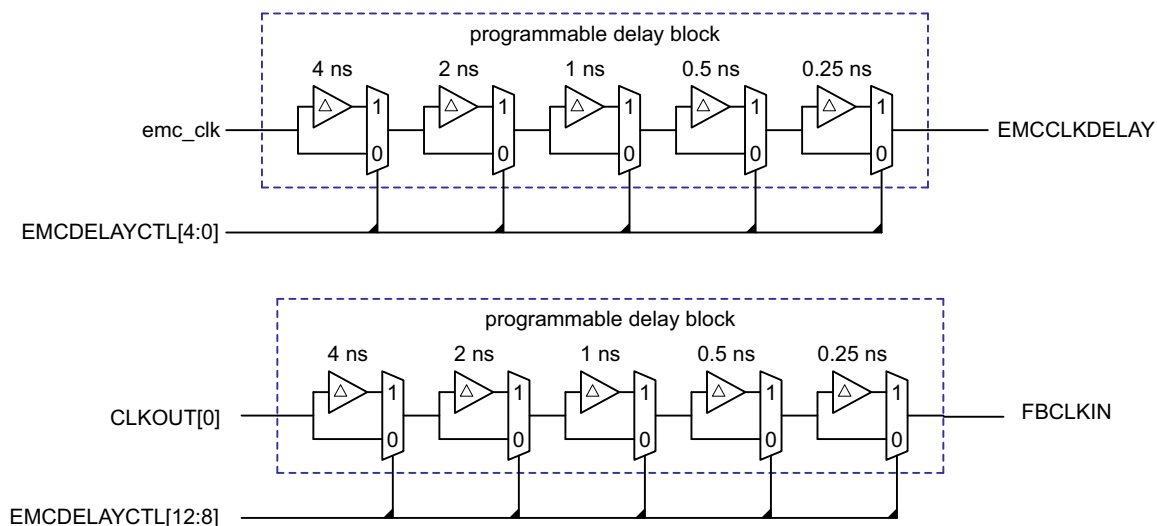 programmable delay block
4 ns 2 ns 1 ns 0.5 ns 0.25 ns
△ 1 △ 1 △ 1 △ 1 △ 1
emc_clk EMCCLKDELAY
0 0 0 0 0
EMCDELAYCTL[4:0]
programmable delay block
4 ns 2 ns 1 ns 0.5 ns 0.25 ns
△ 1 △ 1 △ 1 △ 1 △ 1
CLKOUT[0] FBCLKIN
0 0 0 0 0
EMCDELAYCTL[12:8]